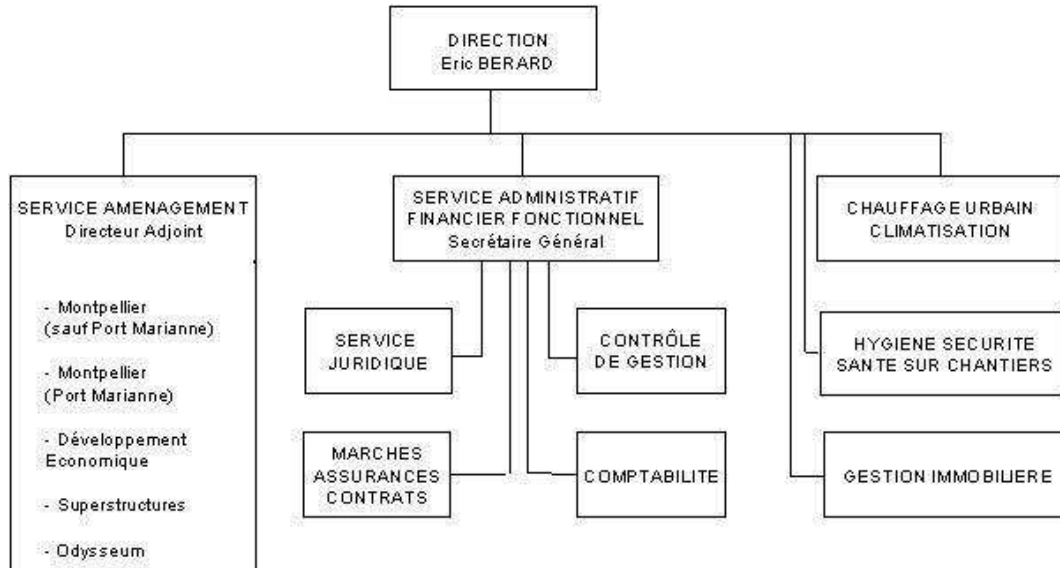 DIRECTION
Eric BERARD
SERVICE AMENAGEMENT
Directeur Adjoint
- Montpellier
(sauf Port Marianne)
- Montpellier
(Port Marianne)
- Développement
Economique
- Superstructures
- Odysseum
SERVICE ADMINISTRATIF
FINANCIER FONCTIONNEL
Secrétaire Général
SERVICE
JURIDIQUE
CONTRÔLE
DE GESTION
MARCHES
ASSURANCES
CONTRATS
COMPTABILITE
CHAUFFAGE URBAIN
CLIMATISATION
HYGIENE SECURITE
SANTE SUR CHANTIERS
GESTION IMMOBILIERE